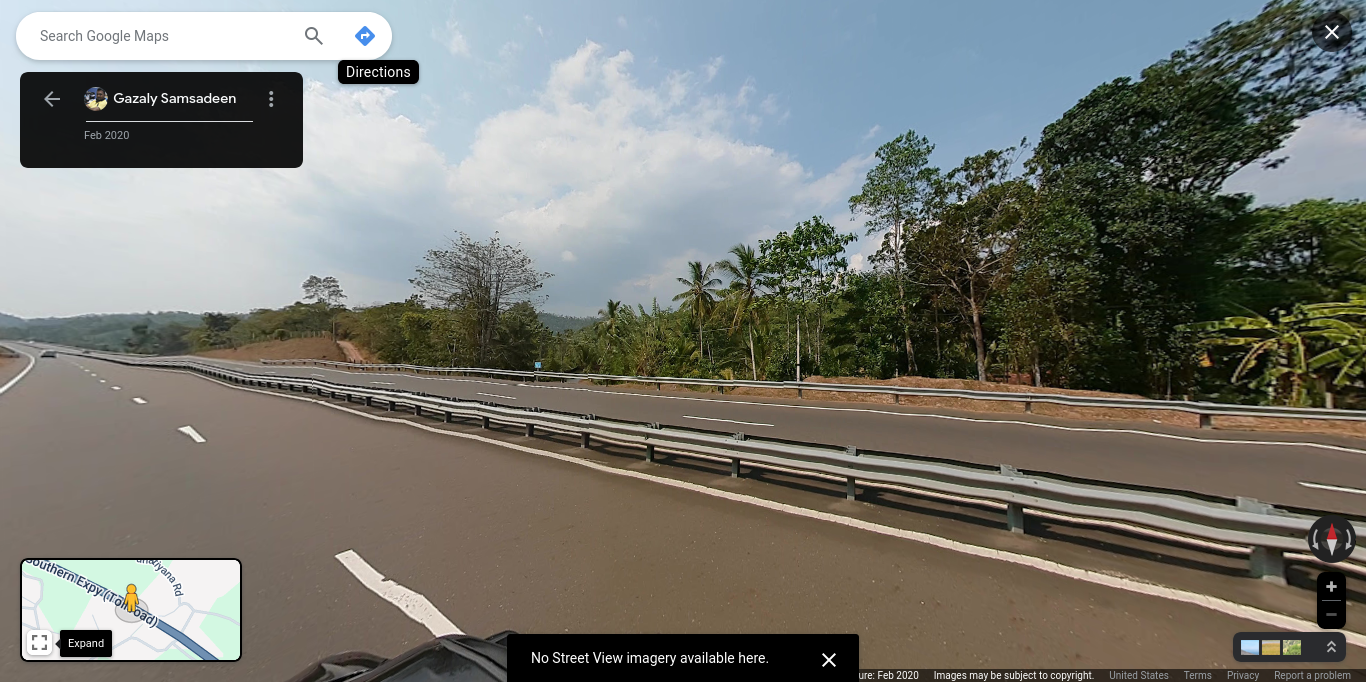 Search Google Maps
Directions
Gazaly Samsadeen
Feb 2020
Southern Expy (Toll Road)
Rd
Expand
No Street View imagery available here.
ure: Feb 2020
Images may be subject to copyright.
United States
Terms
Privacy
Report a problem